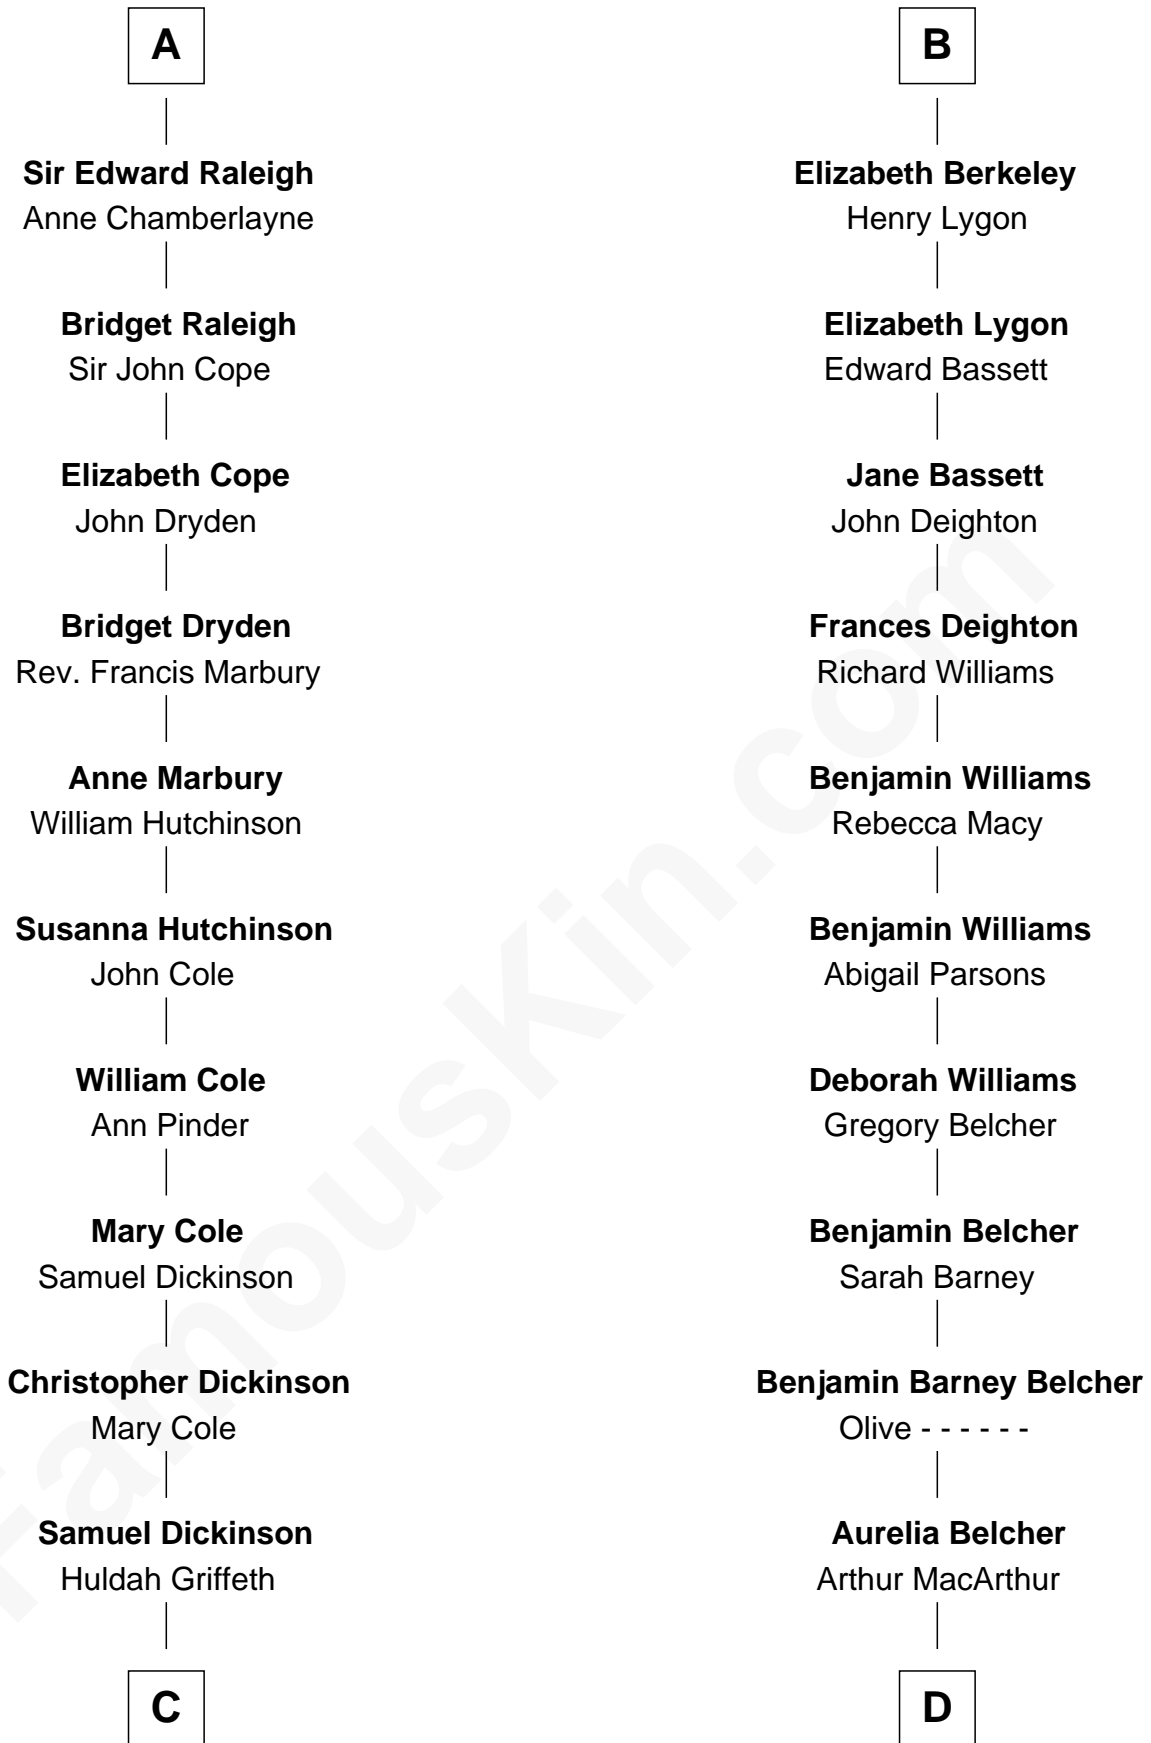 A
Sir Edward Raleigh
Anne Chamberlayne
Bridget Raleigh
Sir John Cope
Elizabeth Cope
John Dryden
Bridget Dryden
Rev. Francis Marbury
Anne Marbury
William Hutchinson
Susanna Hutchinson
John Cole
William Cole
Ann Pinder
Mary Cole
Samuel Dickinson
Christopher Dickinson
Mary Cole
Samuel Dickinson
Huldah Griffeth
C
B
Elizabeth Berkeley
Henry Lygon
Elizabeth Lygon
Edward Bassett
Jane Bassett
John Deighton
Frances Deighton
Richard Williams
Benjamin Williams
Rebecca Macy
Benjamin Williams
Abigail Parsons
Deborah Williams
Gregory Belcher
Benjamin Belcher
Sarah Barney
Benjamin Barney Belcher
Olive - - - - - -
Aurelia Belcher
Arthur MacArthur
D
FamousKin.com